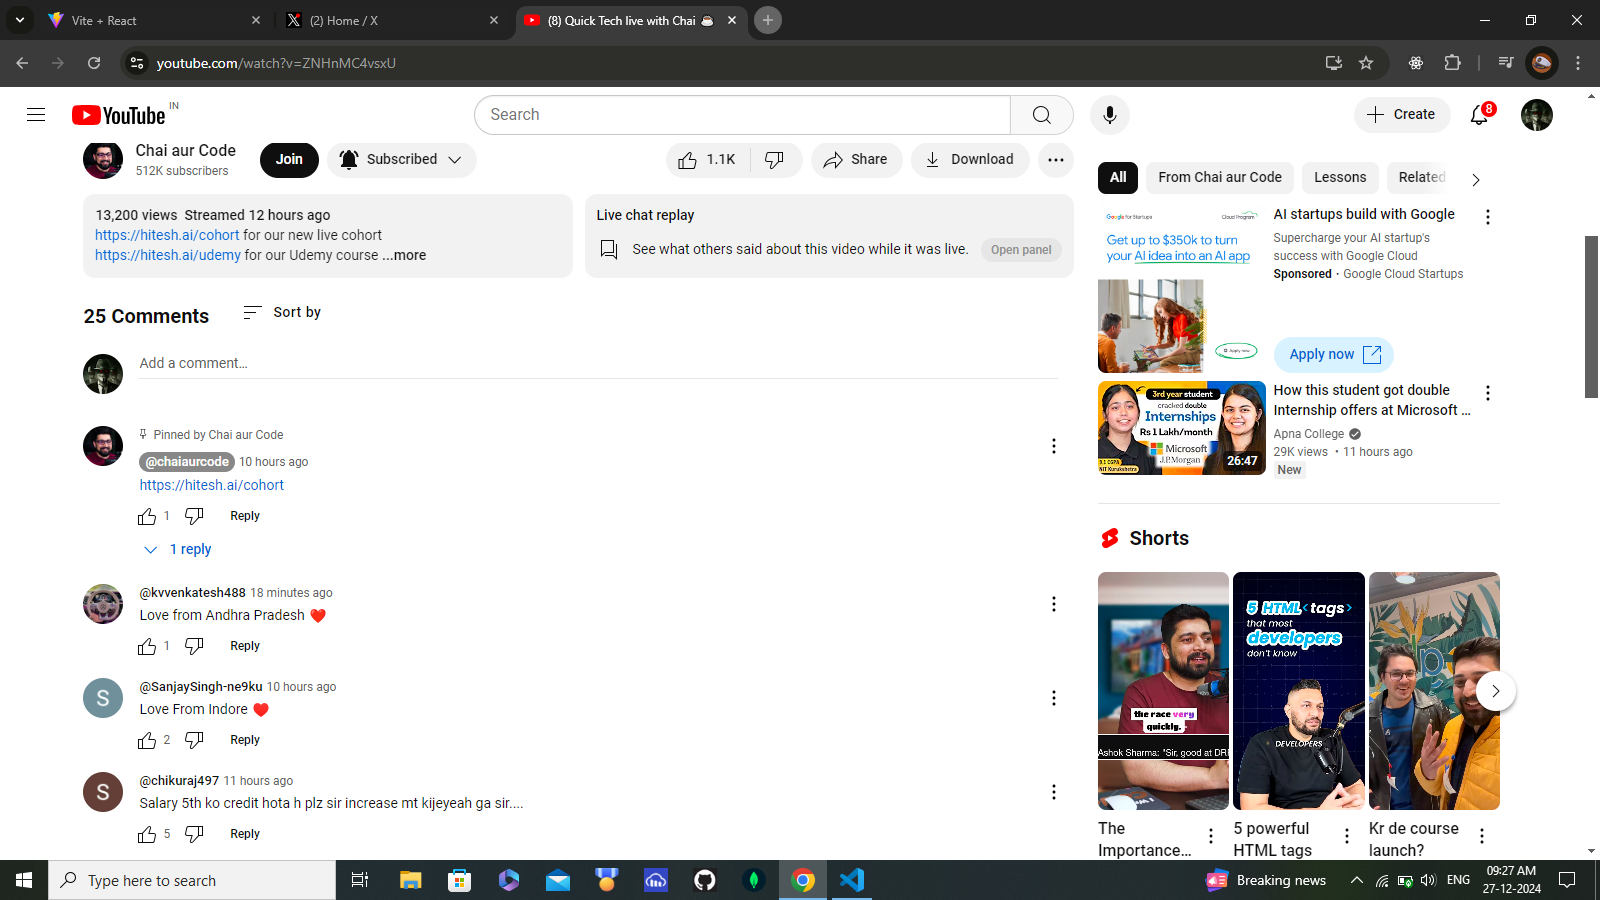 Vite + React
(2) Home / X
(8) Quick Tech live with Chai
youtube.com/watch?v=ZNHnMC4vsxU
YouTube IN
Search
Create
8
Chai aur Code
512K subscribers
Join
Subscribed
1.1K
Share
Download
13,200 views Streamed 12 hours ago
https://hitesh.ai/cohort for our new live cohort
https://hitesh.ai/udemy for our Udemy course ...more
Live chat replay
See what others said about this video while it was live.
Open panel
25 Comments
Sort by
Add a comment...
Pinned by Chai aur Code
@chaiaurcode 10 hours ago
https://hitesh.ai/cohort
1
Reply
1 reply
@kvvenkatesh488 18 minutes ago
Love from Andhra Pradesh ❤️
1
Reply
S
@SanjaySingh-ne9ku 10 hours ago
Love From Indore ♥️
2
Reply
S
@chikuraj497 11 hours ago
Salary 5th ko credit hota h plz sir increase mt kijeyeah ga sir....
5
Reply
All
From Chai aur Code
Lessons
Related
Google for Startups
Cloud Program
Get up to $350k to turn
your AI idea into an AI app
Apply now
AI startups build with Google
Supercharge your AI startup's
success with Google Cloud
Sponsored · Google Cloud Startups
Apply now
3rd year student
cracked double
Internships
Rs 1 Lakh/month
Microsoft
J.P.Morgan
9.1 CGPA
NIT Kurukshetra
26:47
How this student got double
Internship offers at Microsoft ...
Apna College
29K views • 11 hours ago
New
Shorts
the race very
quickly.
Ashok Sharma: "Sir, good at DR
5 HTML <tags>
that most
developers
don't know
DEVELOPERS
The
Importance...
5 powerful
HTML tags
Kr de course
launch?
Type here to search
Breaking news
ENG
09:27 AM
27-12-2024